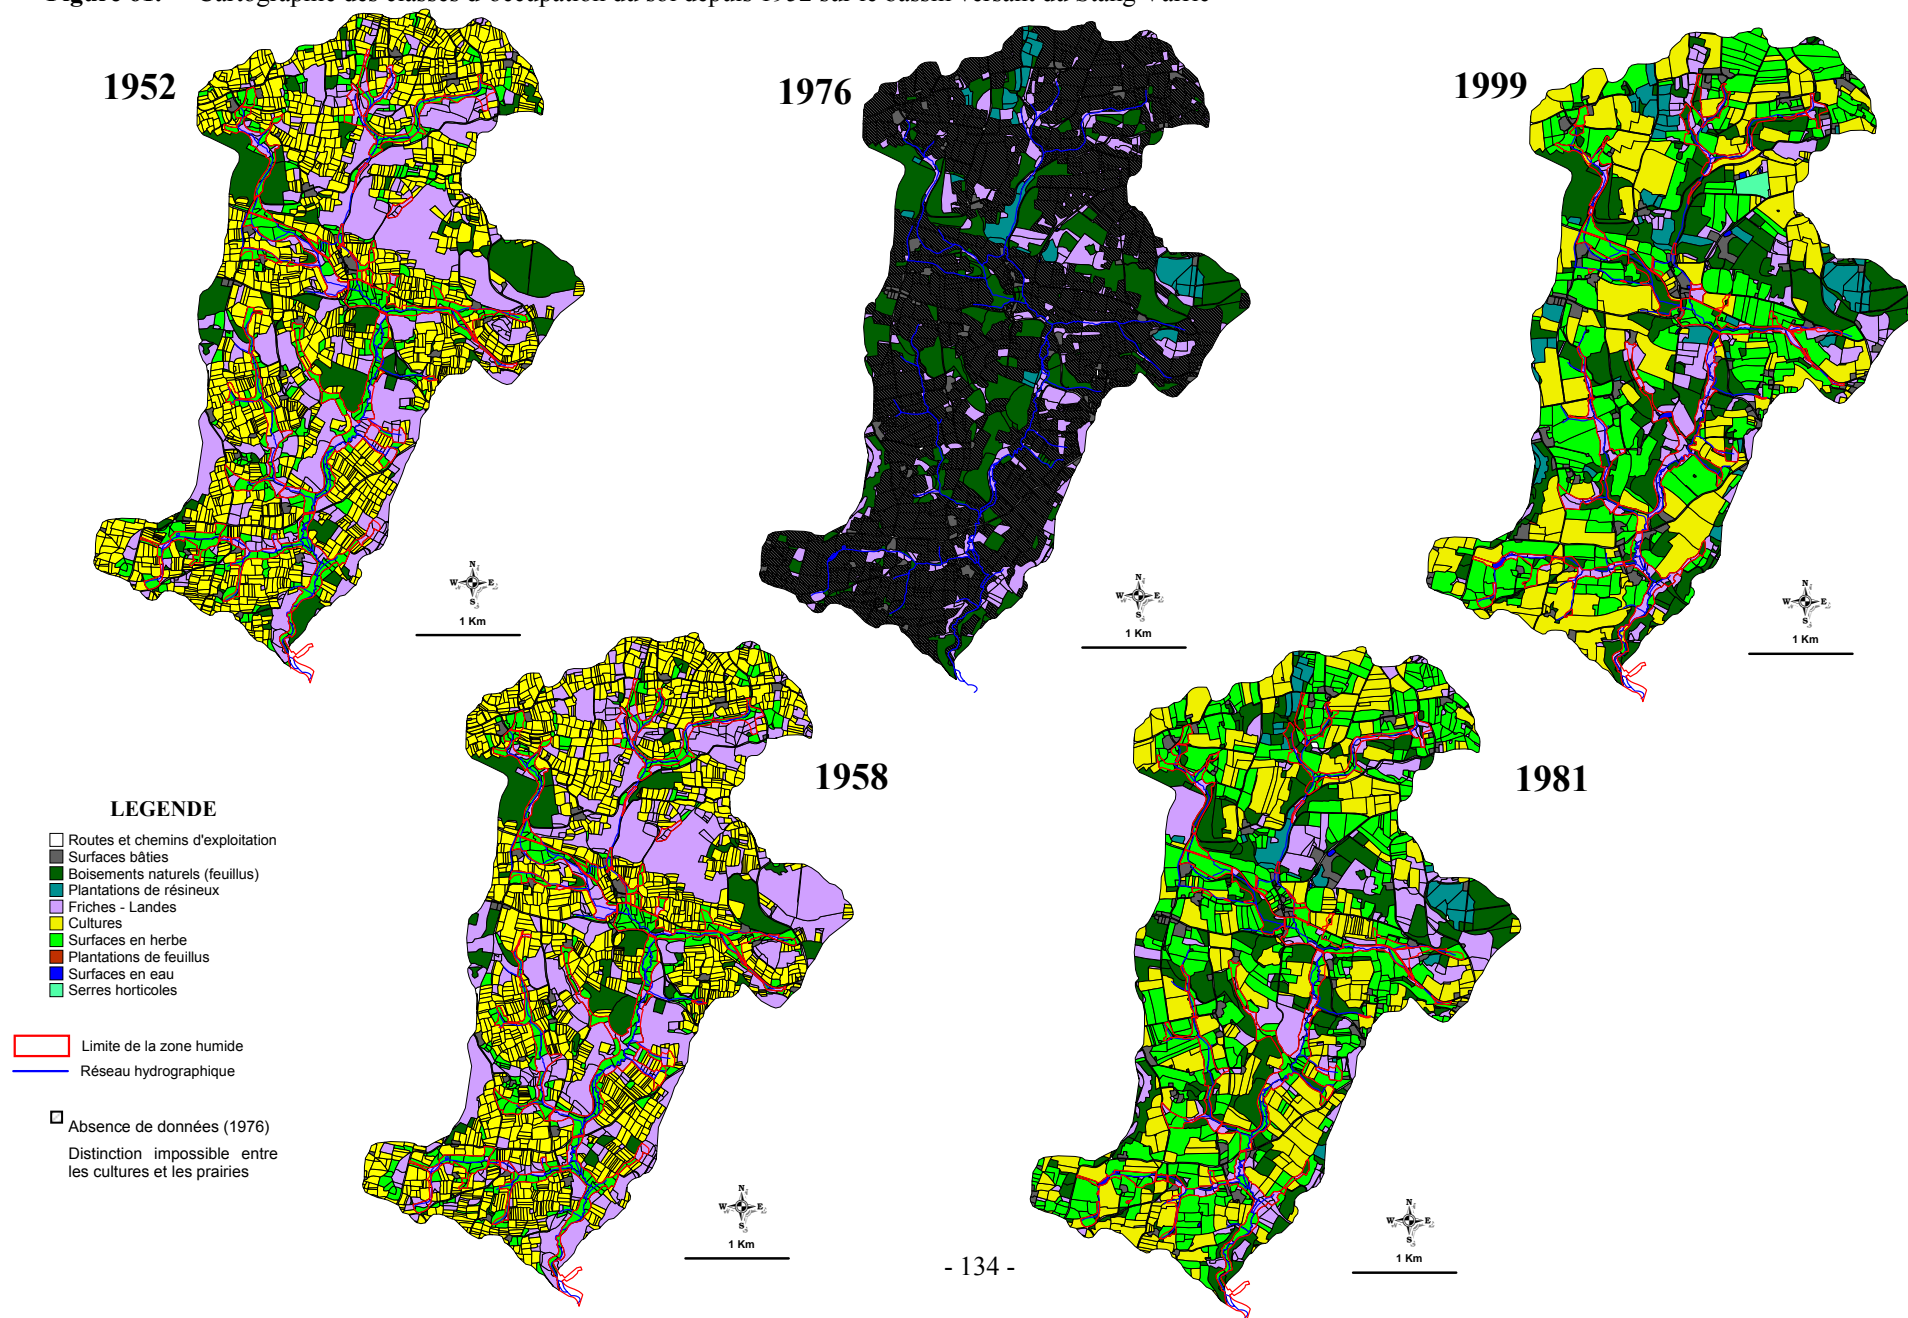 1952
1976
1999
N
W E
S
1 Km
N
W E
S
1 Km
N
W E
S
1 Km
1958
1981
LEGENDE
Routes et chemins d'exploitation
Surfaces bâties
Boisements naturels (feuillus)
Plantations de résineux
Friches - Landes
Cultures
Surfaces en herbe
Plantations de feuillus
Surfaces en eau
Serres horticoles
Limite de la zone humide
Réseau hydrographique
Absence de données (1976)
Distinction impossible entre
les cultures et les prairies
N
W E
S
1 Km
N
W E
S
1 Km
- 134 -